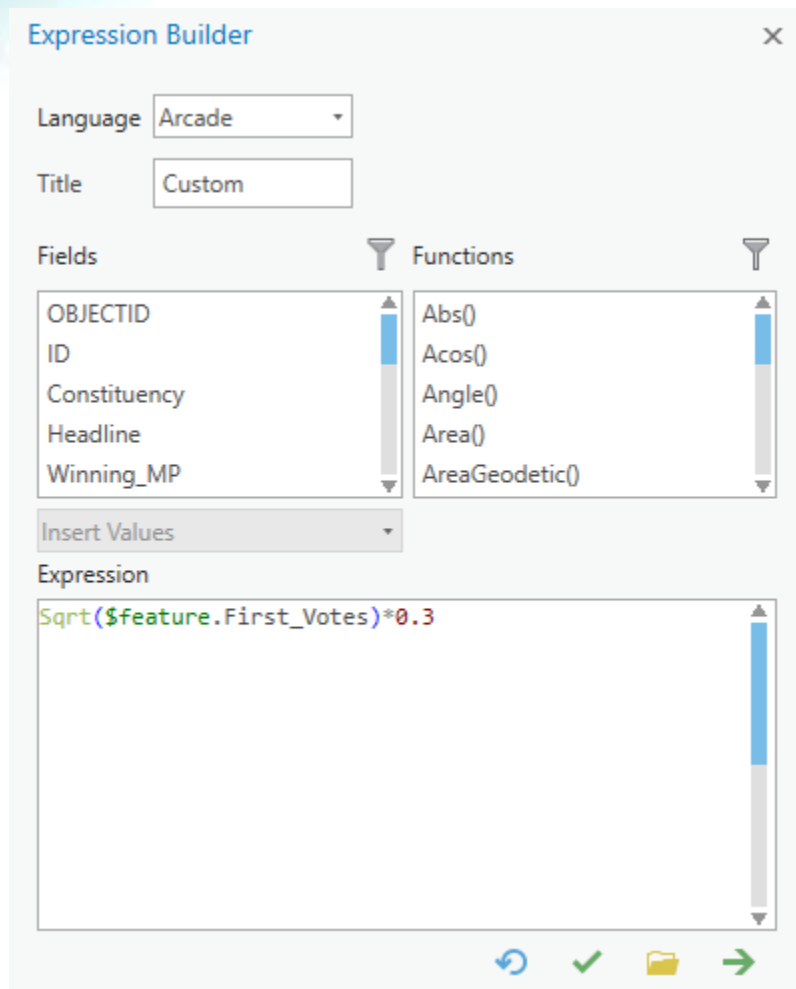 Expression Builder
Language Arcade
Title Custom
Fields Functions
OBJECTID Abs()
ID Acos()
Constituency Angle()
Headline Area()
Winning_MP AreaGeodetic()
Insert Values
Expression
Sqrt($feature.First_Votes)*0.3